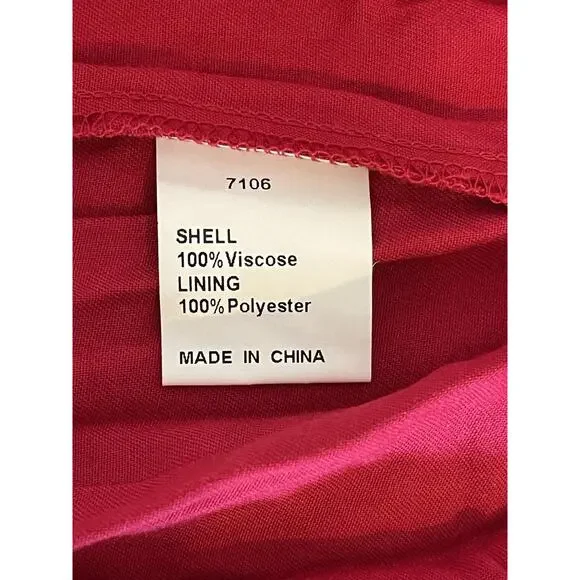 7106
SHELL
100%Viscose
LINING
100%Polyester
MADE IN CHINA